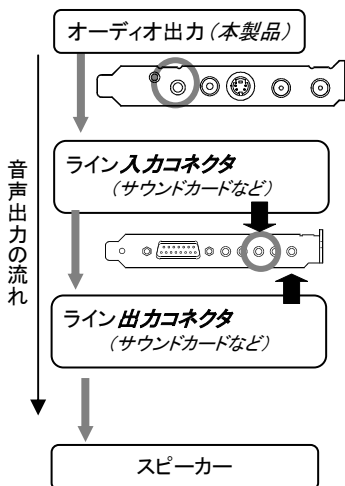 オーディオ出力(本製品)
ライン入力コネクタ
(サウンドカードなど)
音声出力の流れ
ライン出力コネクタ
(サウンドカードなど)
スピーカー